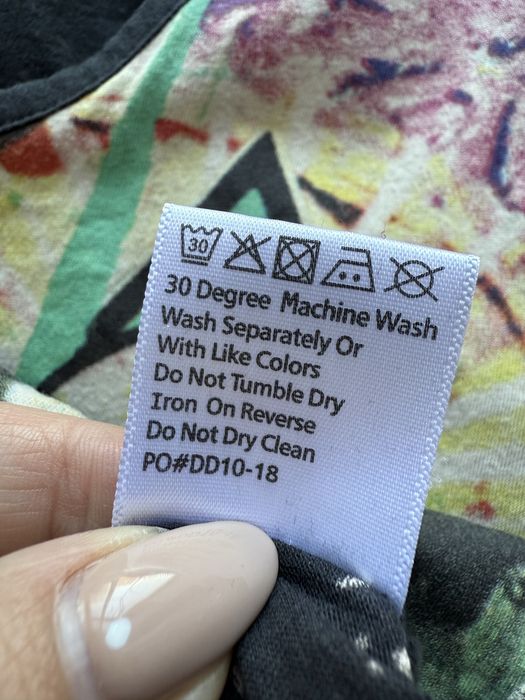 30
30 Degree Machine Wash
Wash Separately Or
With Like Colors
Do Not Tumble Dry
Iron On Reverse
Do Not Dry Clean
PO#DD10-18